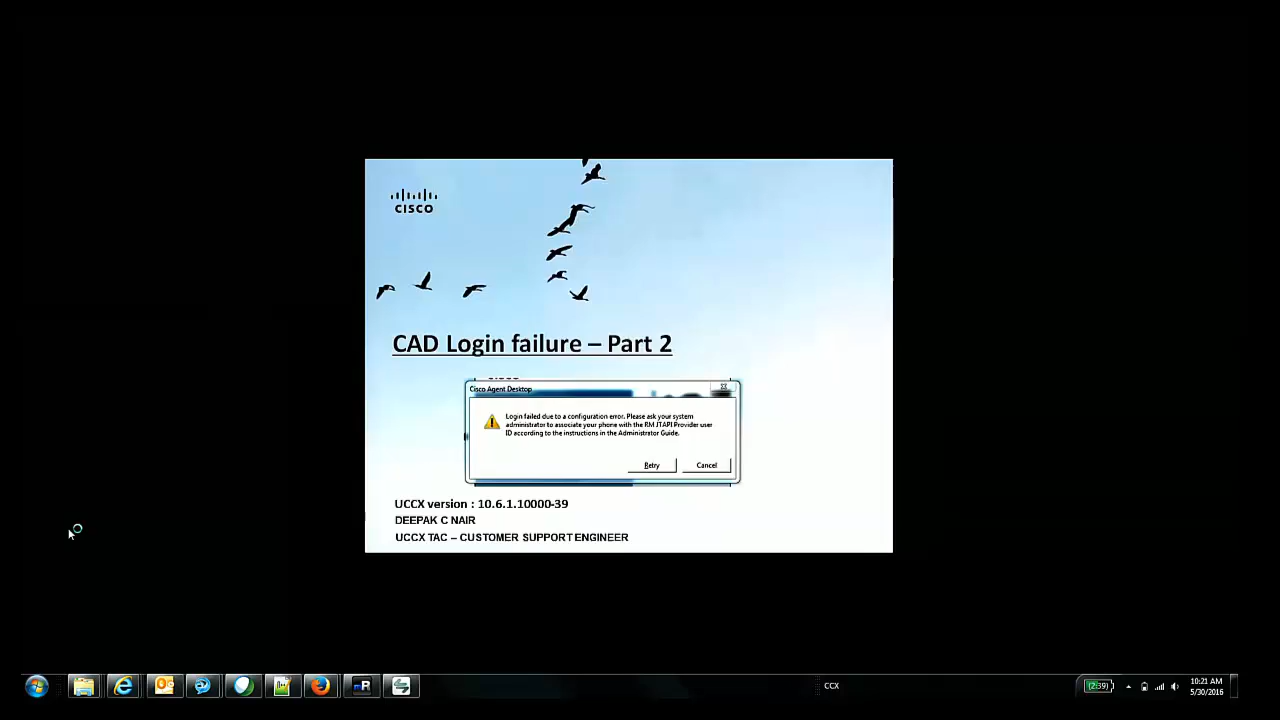 CISCO
CAD Login failure – Part 2
Cisco Agent Desktop
Login failed due to a configuration error. Please ask your system
administrator to associate your phone with the RM JTAPI Provider user
ID according to the instructions in the Administrator Guide.
Retry
Cancel
UCCX version : 10.6.1.10000-39
DEEPAK C NAIR
UCCX TAC – CUSTOMER SUPPORT ENGINEER
CCX
(2:39)
10:21 AM
5/30/2016